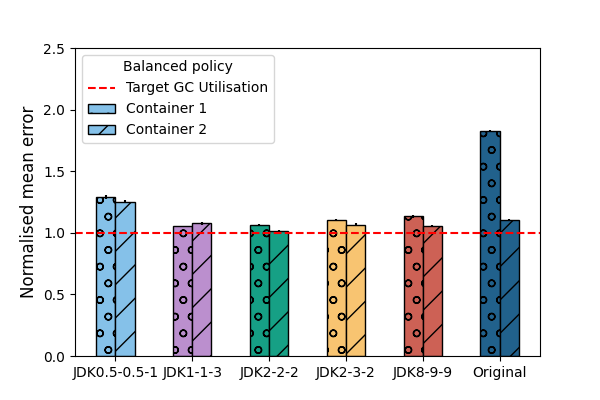 2.5
2.0
1.5
1.0
0.5
0.0
Normalised mean error
Balanced policy
Target GC Utilisation
Container 1
Container 2
JDK0.5-0.5-1 JDK1-1-3 JDK2-2-2 JDK2-3-2 JDK8-9-9 Original